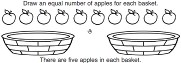 Draw an equal number of apples for each basket.
There are five apples in each basket.